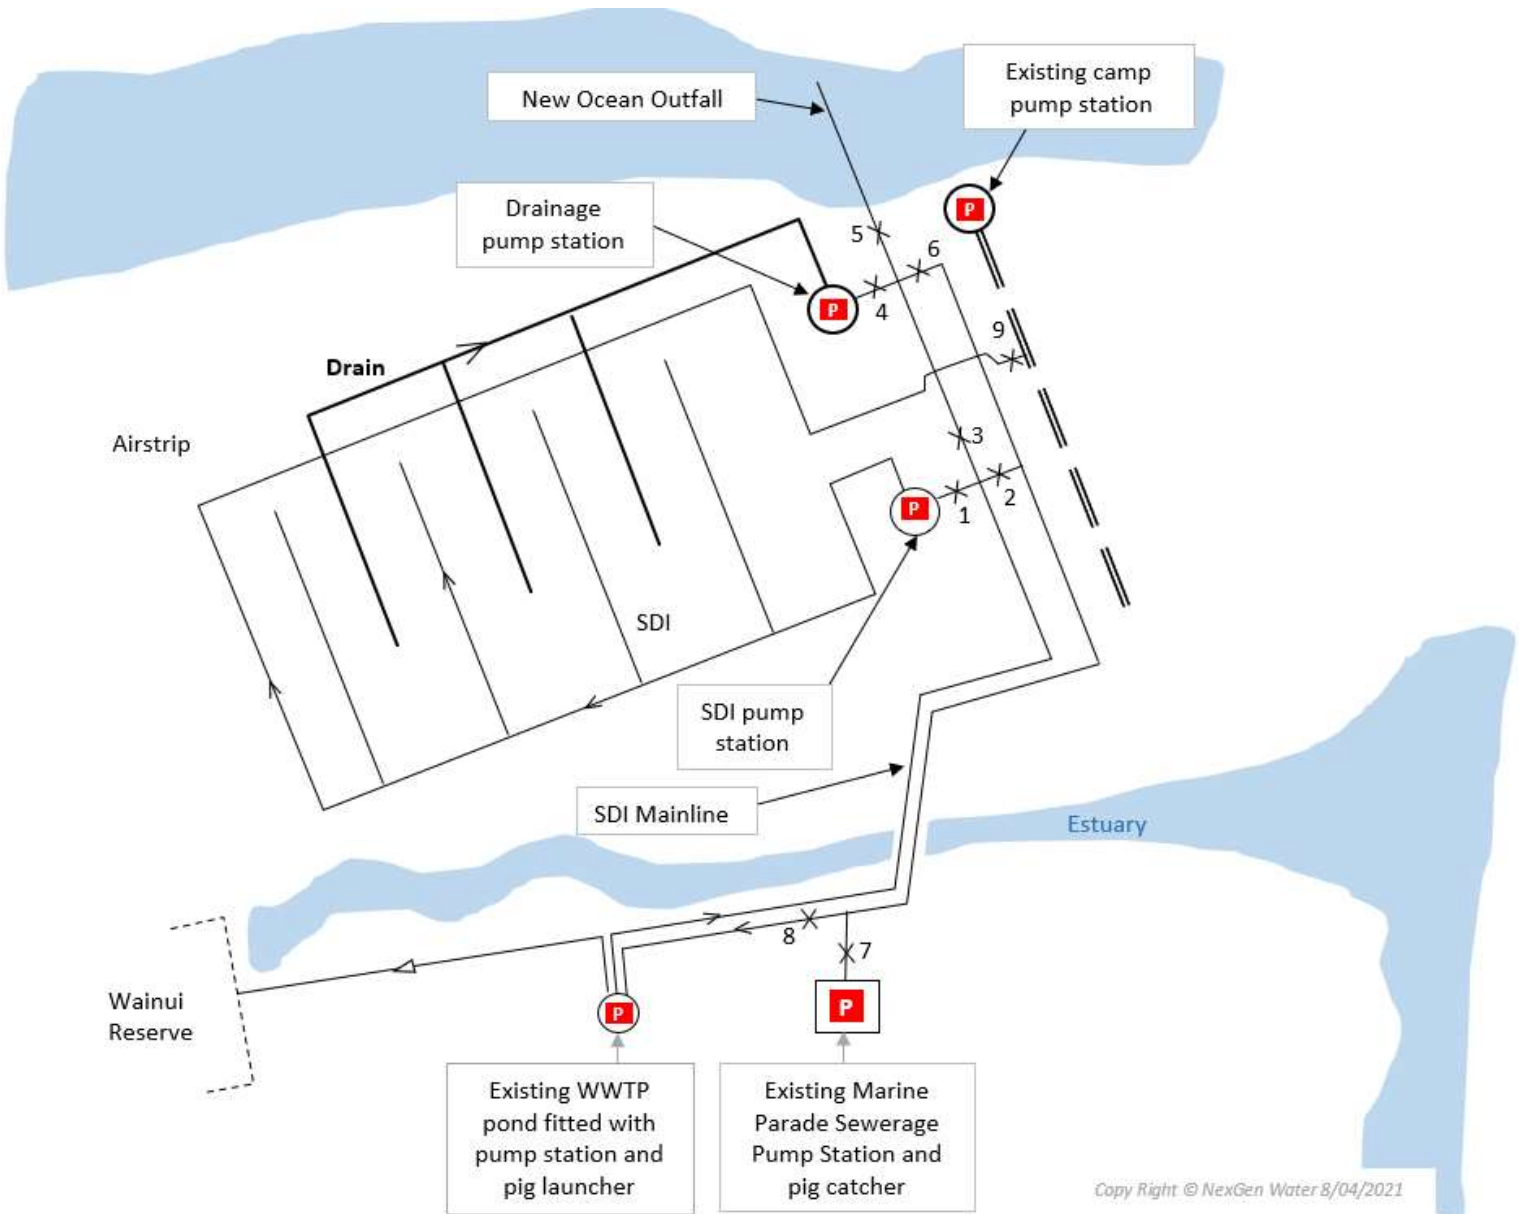 Existing camp
pump station
New Ocean Outfall
P
Drainage
pump station
5
6
4
P
9
Drain
Airstrip
3
2
1
P
SDI
SDI pump
station
SDI Mainline
Estuary
8
7
Wainui
Reserve
P
P
Existing WWTP
pond fitted with
pump station and
pig launcher
Existing Marine
Parade Sewerage
Pump Station and
pig catcher
Copy Right © NexGen Water 8/04/2021